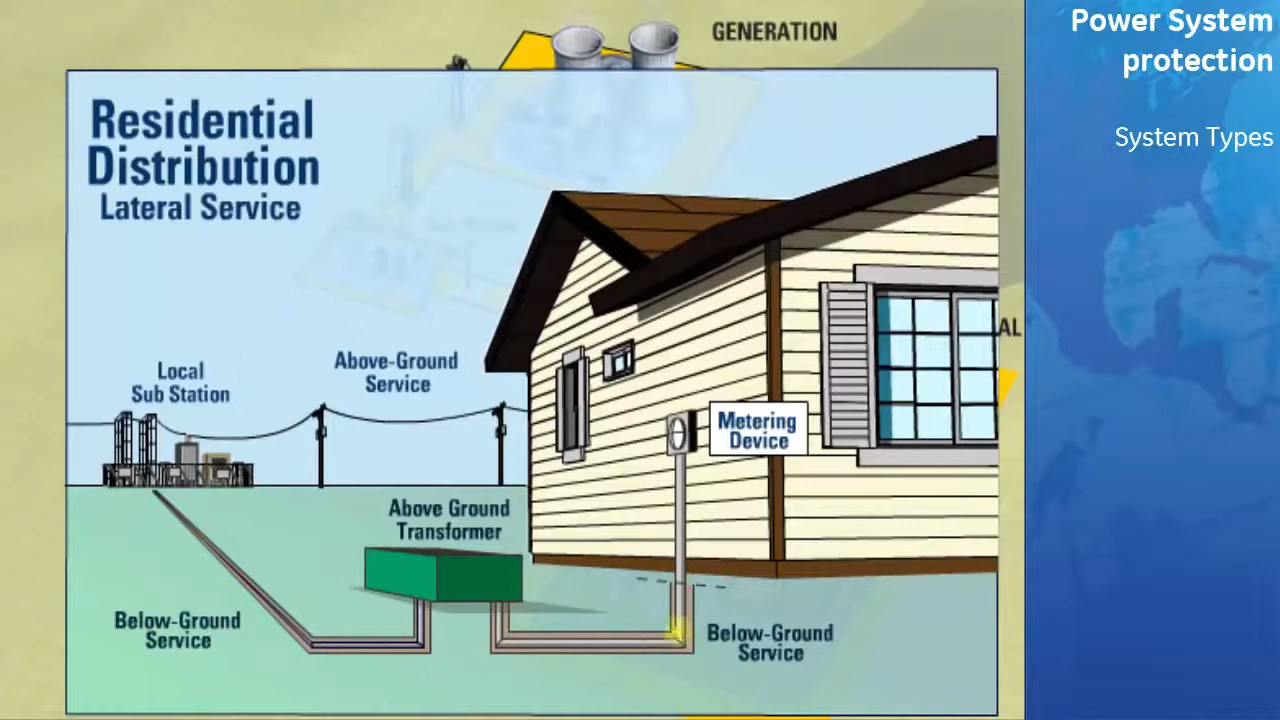 GENERATION
Power System
protection
System Types
Residential
Distribution
Lateral Service
AL
Local
Sub Station
Above-Ground
Service
Metering
Device
Above Ground
Transformer
Below-Ground
Service
Below-Ground
Service